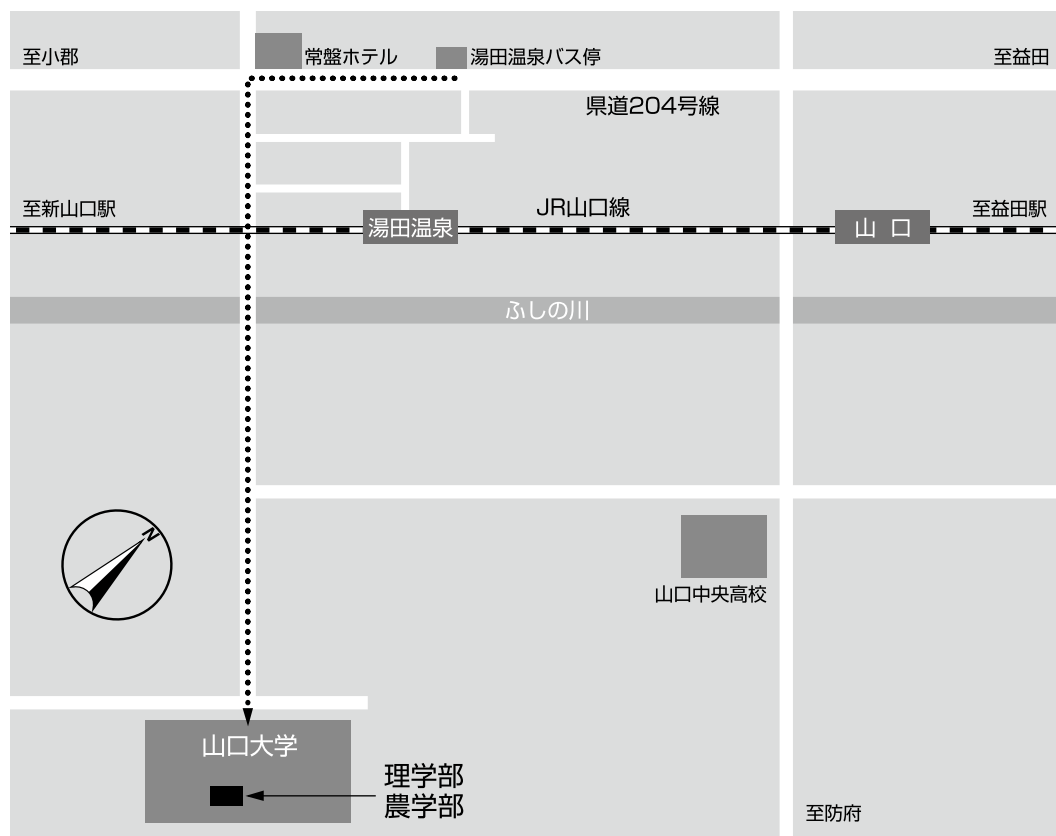 至小郡
常盤ホテル
湯田温泉バス停
至益田
県道204号線
至新山口駅
湯田温泉
JR山口線
山 口
至益田駅
ふしの川
N
山口中央高校
山口大学
理学部
農学部
至防府